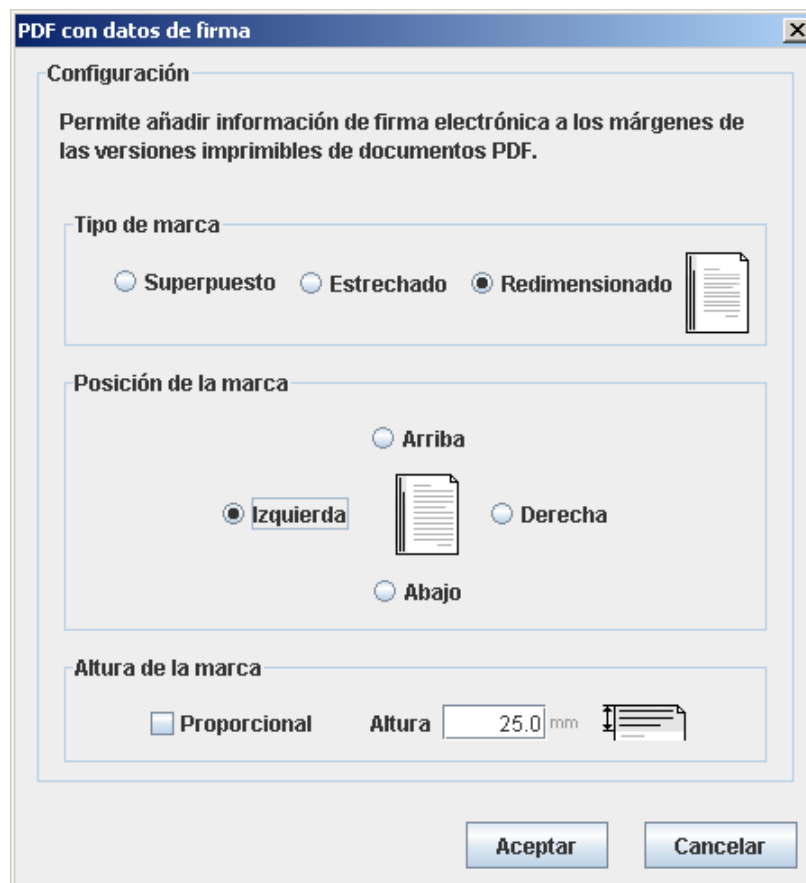 PDF con datos de firma
Configuración
Permite añadir información de firma electrónica a los márgenes de
las versiones imprimibles de documentos PDF.
Tipo de marca
Superpuesto Estrechado Redimensionado
Posición de la marca
Arriba
Izquierda Derecha
Abajo
Altura de la marca
Proporcional Altura 25.0 mm
Aceptar Cancelar